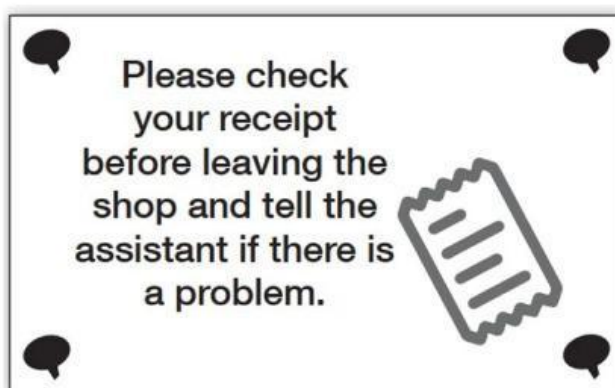 Please check
your receipt
before leaving the
shop and tell the
assistant if there is
a problem.